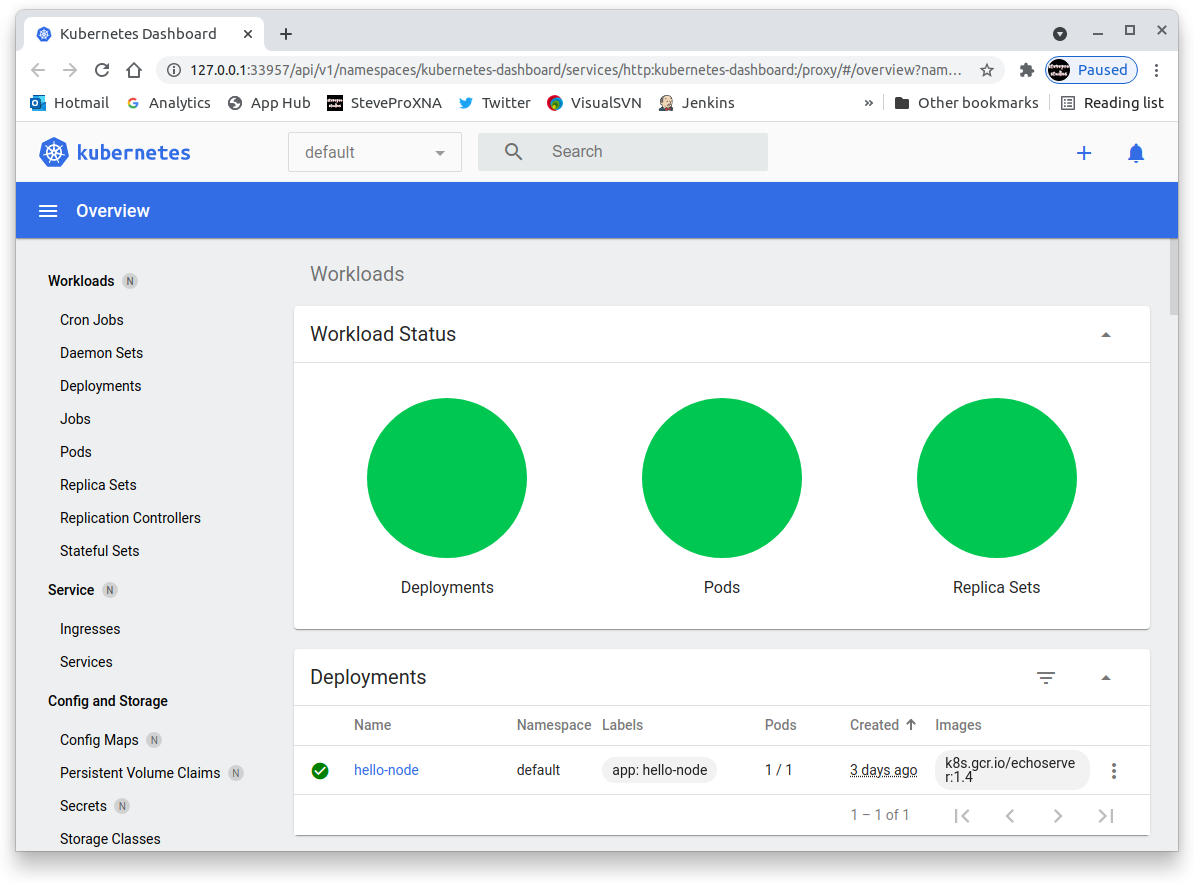 Kubernetes Dashboard
127.0.0.1:33957/api/v1/namespaces/kubernetes-dashboard/services/http:kubernetes-dashboard:/proxy/#/overview?nam…
Paused
Hotmail Analytics App Hub SteveProXNA Twitter VisualSVN Jenkins » Other bookmarks Reading list
kubernetes default Search
Overview
Workloads N
Cron Jobs
Daemon Sets
Deployments
Jobs
Pods
Replica Sets
Replication Controllers
Stateful Sets
Service N
Ingresses
Services
Config and Storage
Config Maps N
Persistent Volume Claims N
Secrets N
Storage Classes
Workloads
Workload Status
Deployments Pods Replica Sets
Deployments
Name Namespace Labels Pods Created Images
hello-node default app: hello-node 1 / 1 3 days ago k8s.gcr.io/echoserve
r:1.4
1 – 1 of 1